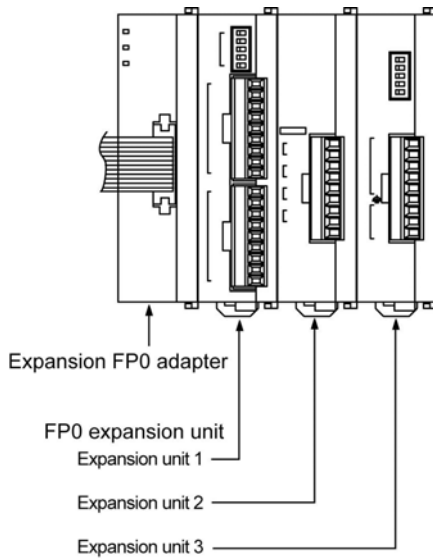 Expansion FP0 adapter
FP0 expansion unit
Expansion unit 1
Expansion unit 2
Expansion unit 3